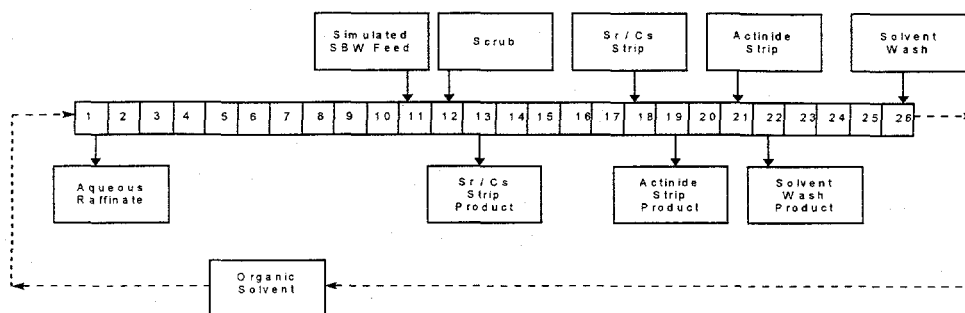 Simulated
SBW Feed
Scrub
Sr/Cs
Strip
Actinide
Strip
Solvent
Wash
1 2 3 4 5 6 7 8 9 10 11 12 13 14 15 16 17 18 19 20 21 22 23 24 25 26
Aqueous
Raffinate
Sr/Cs
Strip
Product
Actinide
Strip
Product
Solvent
Wash
Product
Organic
Solvent